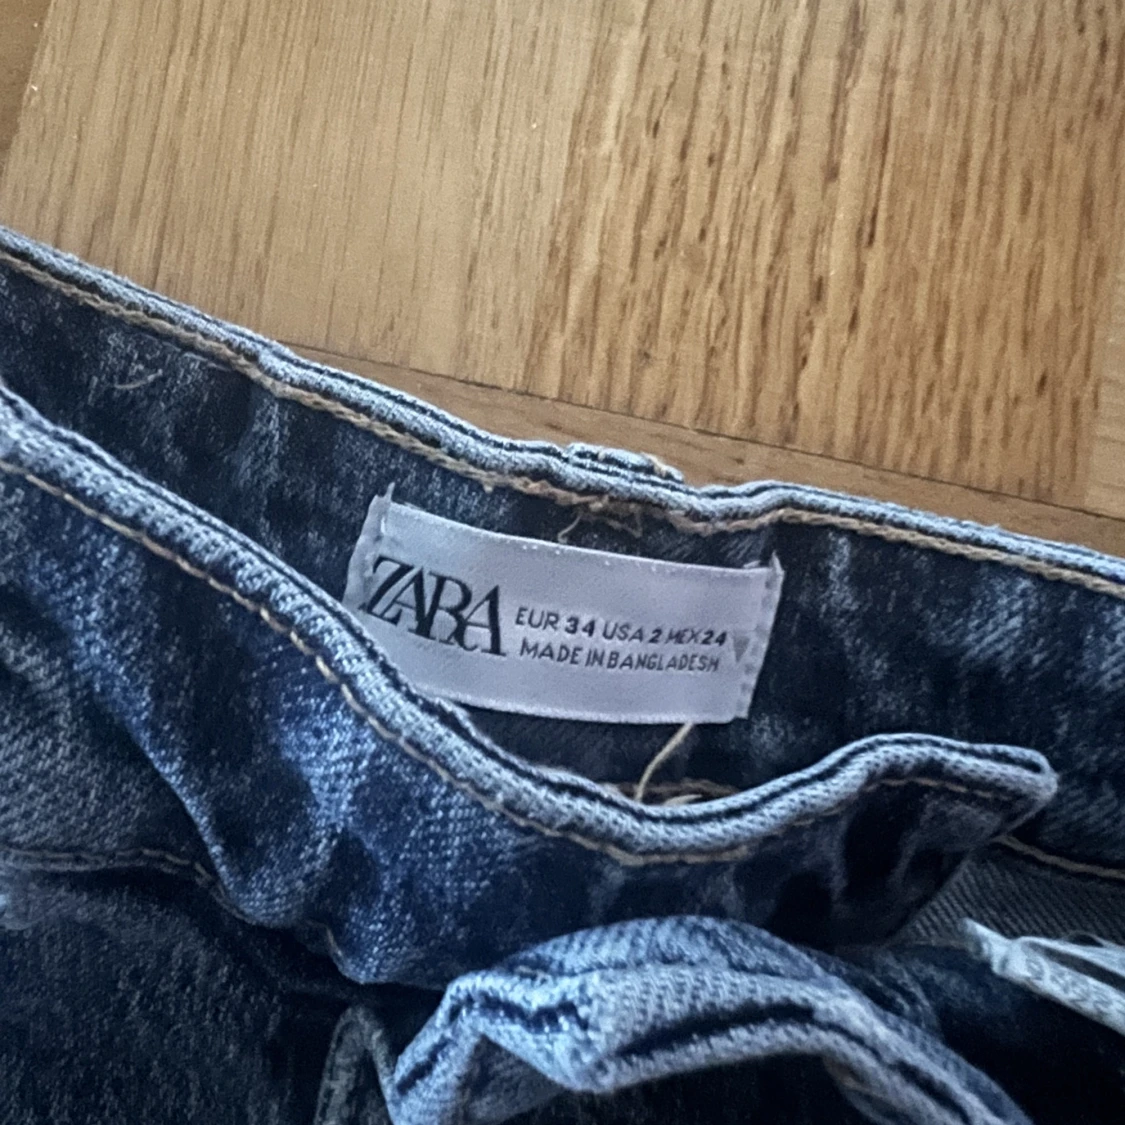 ZARA
EUR 34 USA 2 MEX 24
MADE IN BANGLADESH